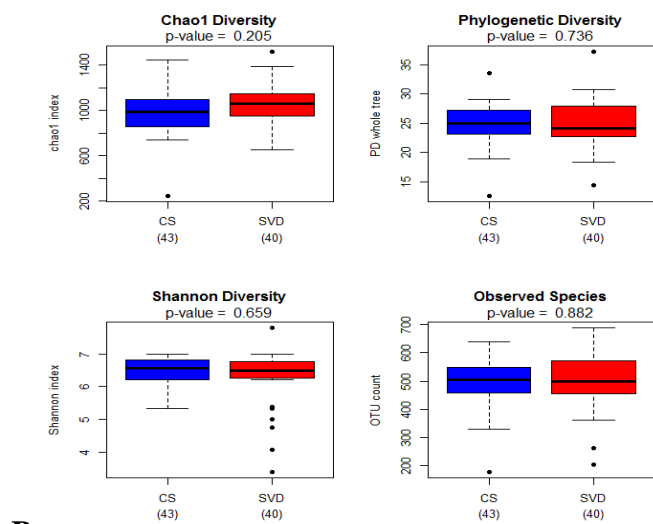 Chao1 Diversity
p-value = 0.205
chao1 index
1400
1000
600
200
CS
(43)
SVD
(40)
Phylogenetic Diversity
p-value = 0.736
PD whole tree
35
30
25
20
15
CS
(43)
SVD
(40)
Shannon Diversity
p-value = 0.659
Shannon index
7
6
5
4
CS
(43)
SVD
(40)
Observed Species
p-value = 0.882
OTU count
700
600
500
400
300
200
CS
(43)
SVD
(40)